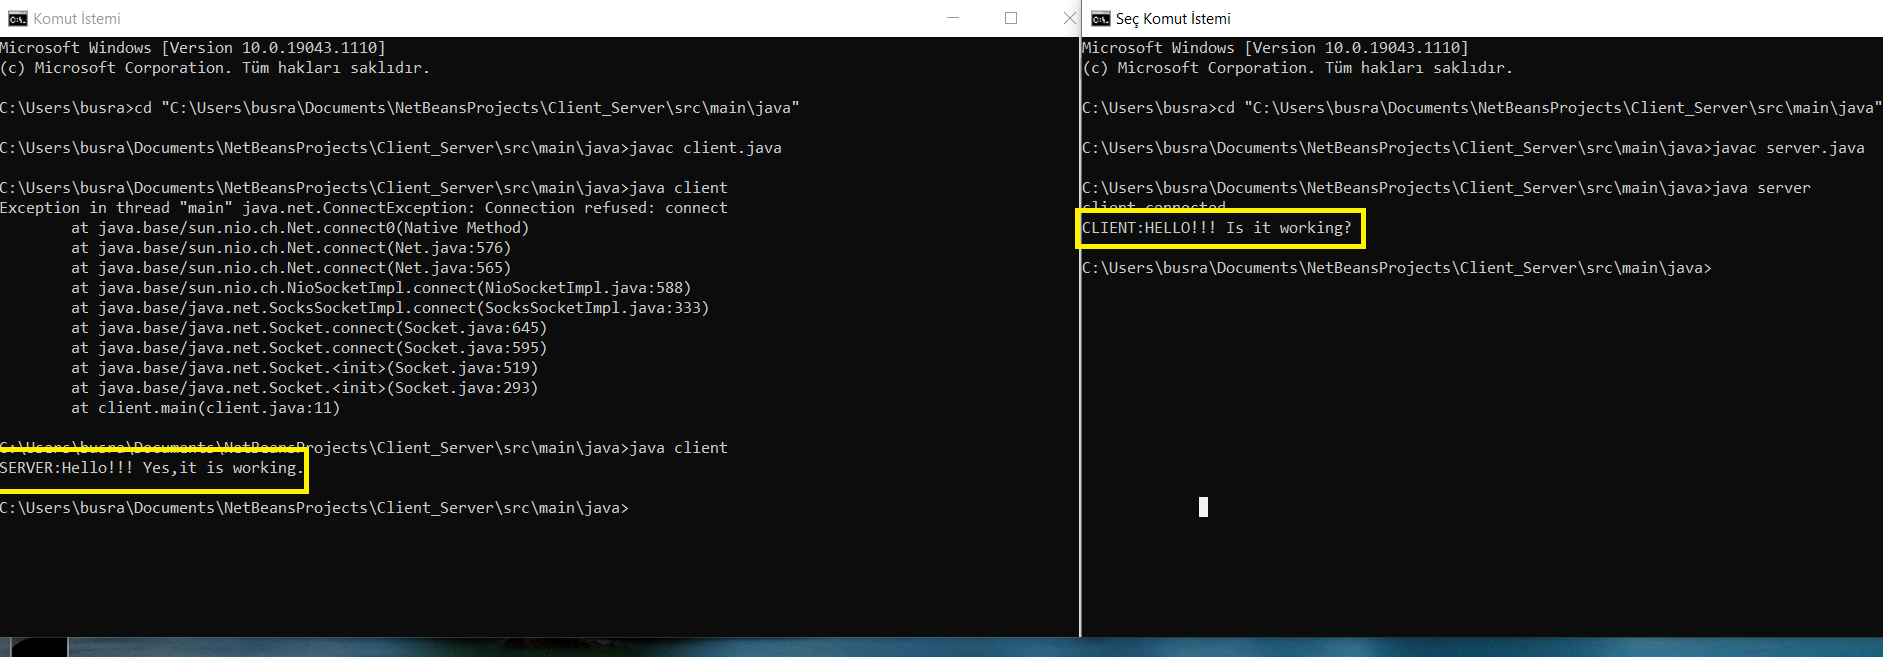 Komut İstemi
Microsoft Windows [Version 10.0.19043.1110]
(c) Microsoft Corporation. Tüm hakları saklıdır.
C:\Users\busra>cd "C:\Users\busra\Documents\NetBeansProjects\Client_Server\src\main\java"
C:\Users\busra\Documents\NetBeansProjects\Client_Server\src\main\java>javac client.java
C:\Users\busra\Documents\NetBeansProjects\Client_Server\src\main\java>java client
Exception in thread "main" java.net.ConnectException: Connection refused: connect
at java.base/sun.nio.ch.Net.connect0(Native Method)
at java.base/sun.nio.ch.Net.connect(Net.java:576)
at java.base/sun.nio.ch.Net.connect(Net.java:565)
at java.base/sun.nio.ch.NioSocketImpl.connect(NioSocketImpl.java:588)
at java.base/java.net.SocksSocketImpl.connect(SocksSocketImpl.java:333)
at java.base/java.net.Socket.connect(Socket.java:645)
at java.base/java.net.Socket.connect(Socket.java:595)
at java.base/java.net.Socket.<init>(Socket.java:519)
at java.base/java.net.Socket.<init>(Socket.java:293)
at client.main(client.java:11)
C:\Users\busra\Documents\NetBeansProjects\Client_Server\src\main\java>java client
SERVER:Hello!!! Yes,it is working.
C:\Users\busra\Documents\NetBeansProjects\Client_Server\src\main\java>
Seç Komut İstemi
Microsoft Windows [Version 10.0.19043.1110]
(c) Microsoft Corporation. Tüm hakları saklıdır.
C:\Users\busra>cd "C:\Users\busra\Documents\NetBeansProjects\Client_Server\src\main\java"
C:\Users\busra\Documents\NetBeansProjects\Client_Server\src\main\java>javac server.java
C:\Users\busra\Documents\NetBeansProjects\Client_Server\src\main\java>java server
client connected
CLIENT:HELLO!!! Is it working?
C:\Users\busra\Documents\NetBeansProjects\Client_Server\src\main\java>